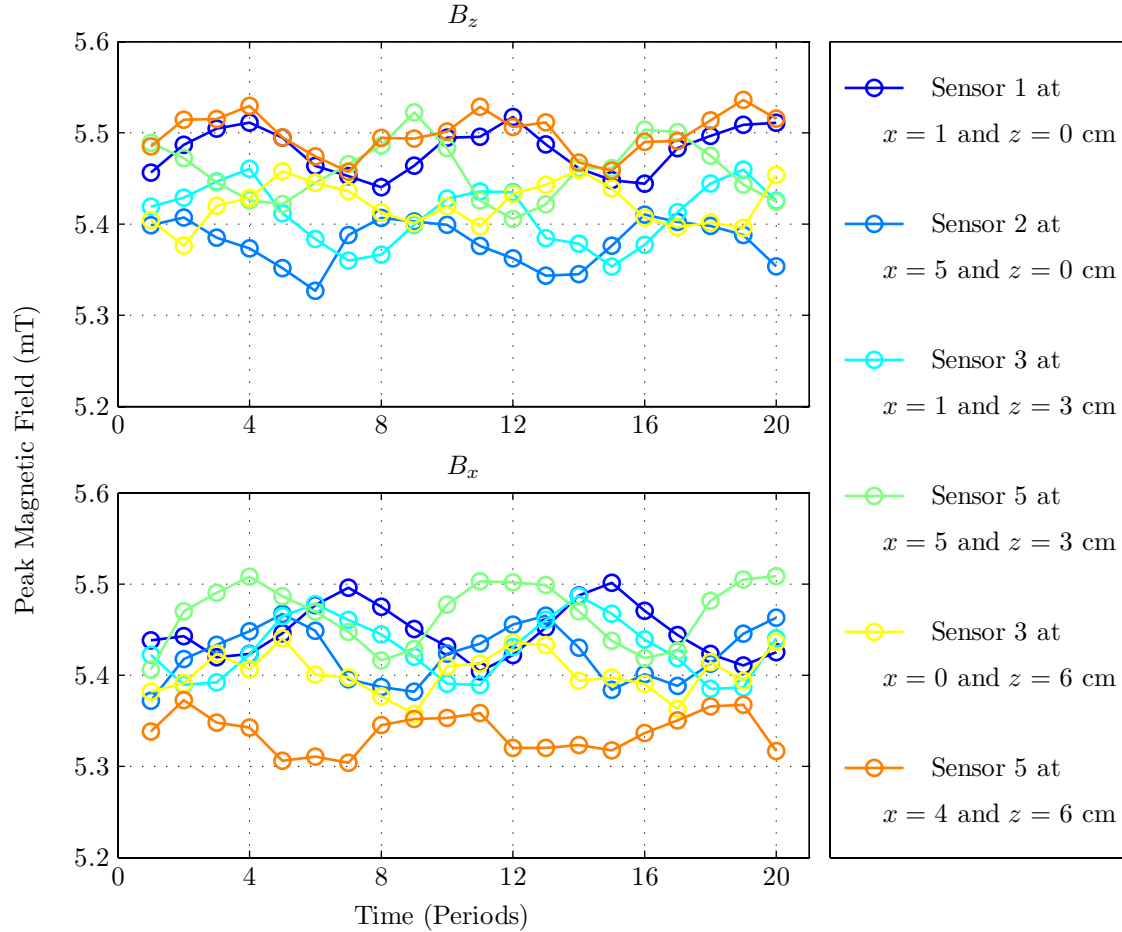 B_z
5.6
5.5
5.4
5.3
5.2
0 4 8 12 16 20
B_x
5.6
5.5
5.4
5.3
5.2
0 4 8 12 16 20
Time (Periods)
Peak Magnetic Field (mT)
Sensor 1 at
x = 1 and z = 0 cm
Sensor 2 at
x = 5 and z = 0 cm
Sensor 3 at
x = 1 and z = 3 cm
Sensor 5 at
x = 5 and z = 3 cm
Sensor 3 at
x = 0 and z = 6 cm
Sensor 5 at
x = 4 and z = 6 cm